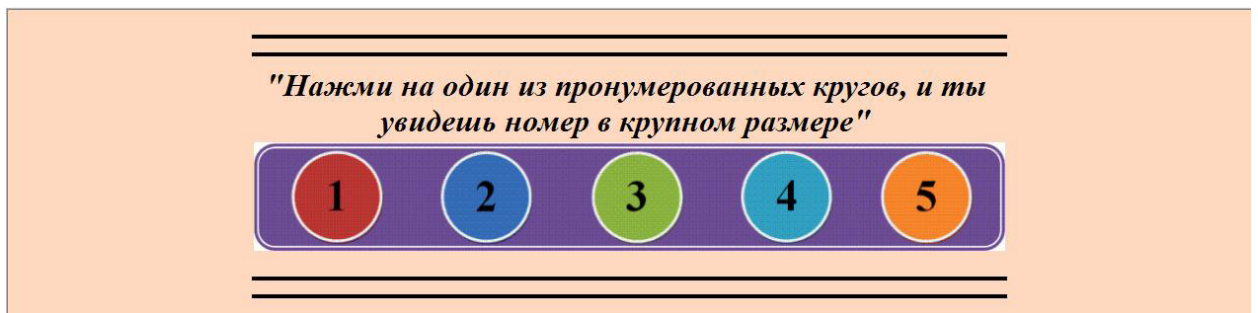 "Нажми на один из пронумерованных кругов, и ты
увидешь номер в крупном размере"
1 2 3 4 5